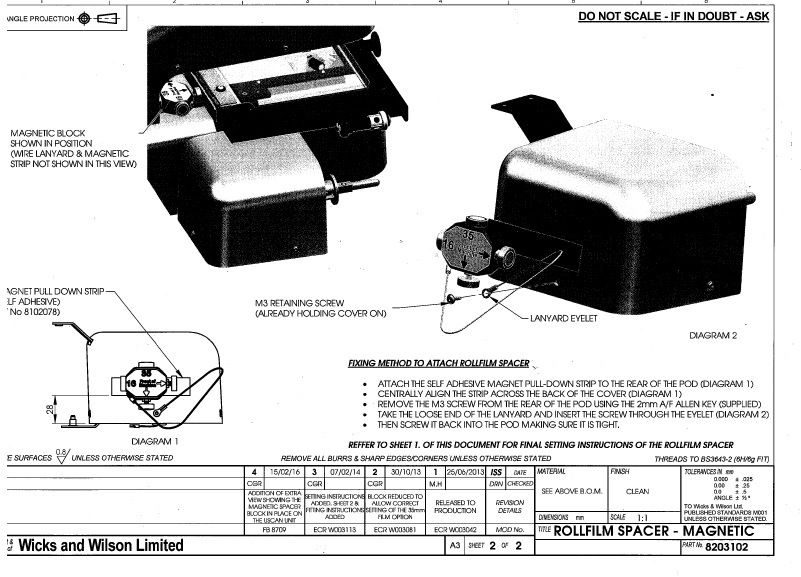 ANGLE PROJECTION
DO NOT SCALE - IF IN DOUBT - ASK
MAGNETIC BLOCK
SHOWN IN POSITION
(WIRE LANYARD & MAGNETIC
STRIP NOT SHOWN IN THIS VIEW)
35
16
AGNET PULL DOWN STRIP
ELF ADHESIVE)
No 8102078)
M3 RETAINING SCREW
(ALREADY HOLDING COVER ON)
LANYARD EYELET
DIAGRAM 2
35
16
28
DIAGRAM 1
FIXING METHOD TO ATTACH ROLLFILM SPACER
• ATTACH THE SELF ADHESIVE MAGNET PULL-DOWN STRIP TO THE REAR OF THE POD (DIAGRAM 1)
• CENTRALLY ALIGN THE STRIP ACROSS THE BACK OF THE COVER (DIAGRAM 1)
• REMOVE THE M3 SCREW FROM THE REAR OF THE POD USING THE 2mm A/F ALLEN KEY (SUPPLIED)
• TAKE THE LOOSE END OF THE LANYARD AND INSERT THE SCREW THROUGH THE EYELET (DIAGRAM 2)
• THEN SCREW IT BACK INTO THE POD MAKING SURE IT IS TIGHT.
REFFER TO SHEET 1. OF THIS DOCUMENT FOR FINAL SETTING INSTRUCTIONS OF THE ROLLFILM SPACER
E SURFACES 0.8 UNLESS OTHERWISE STATED
REMOVE ALL BURRS & SHARP EDGES/CORNERS UNLESS OTHERWISE STATED
THREADS TO BS3643-2 (6H/6g FIT)
4 15/02/16 3 07/02/14 2 30/10/13 1 25/06/2013 ISS DATE
CGR CGR CGR M.H DRN CHECKED
ADDITION OF EXTRA
VIEW SHOWING THE
MAGNETIC SPACER
BLOCK IN PLACE ON
THE USCAN UNIT
SETTING INSTRUCTIONS
ADDED, SHEET 2 &
FITTING INSTRUCTIONS
ADDED
BLOCK REDUCED TO
ALLOW CORRECT
SETTING OF THE 35mm
FILM OPTION
RELEASED TO
PRODUCTION
REVISION
DETAILS
FB 8709 ECR W003113 ECR W003081 ECR W003042 MOD No.
MATERIAL
SEE ABOVE B.O.M.
FINISH
CLEAN
DIMENSIONS mm
SCALE 1:1
TOLERANCES IN mm
0.000 ± .025
0.00 ± .25
0.0 ± .5
ANGLE ± ½°
TO Wicks & Wilson Ltd.
PUBLISHED STANDARDS M001
UNLESS OTHERWISE STATED.
Wicks and Wilson Limited
A3 SHEET 2 OF 2
TITLE ROLLFILM SPACER - MAGNETIC
PART No. 8203102